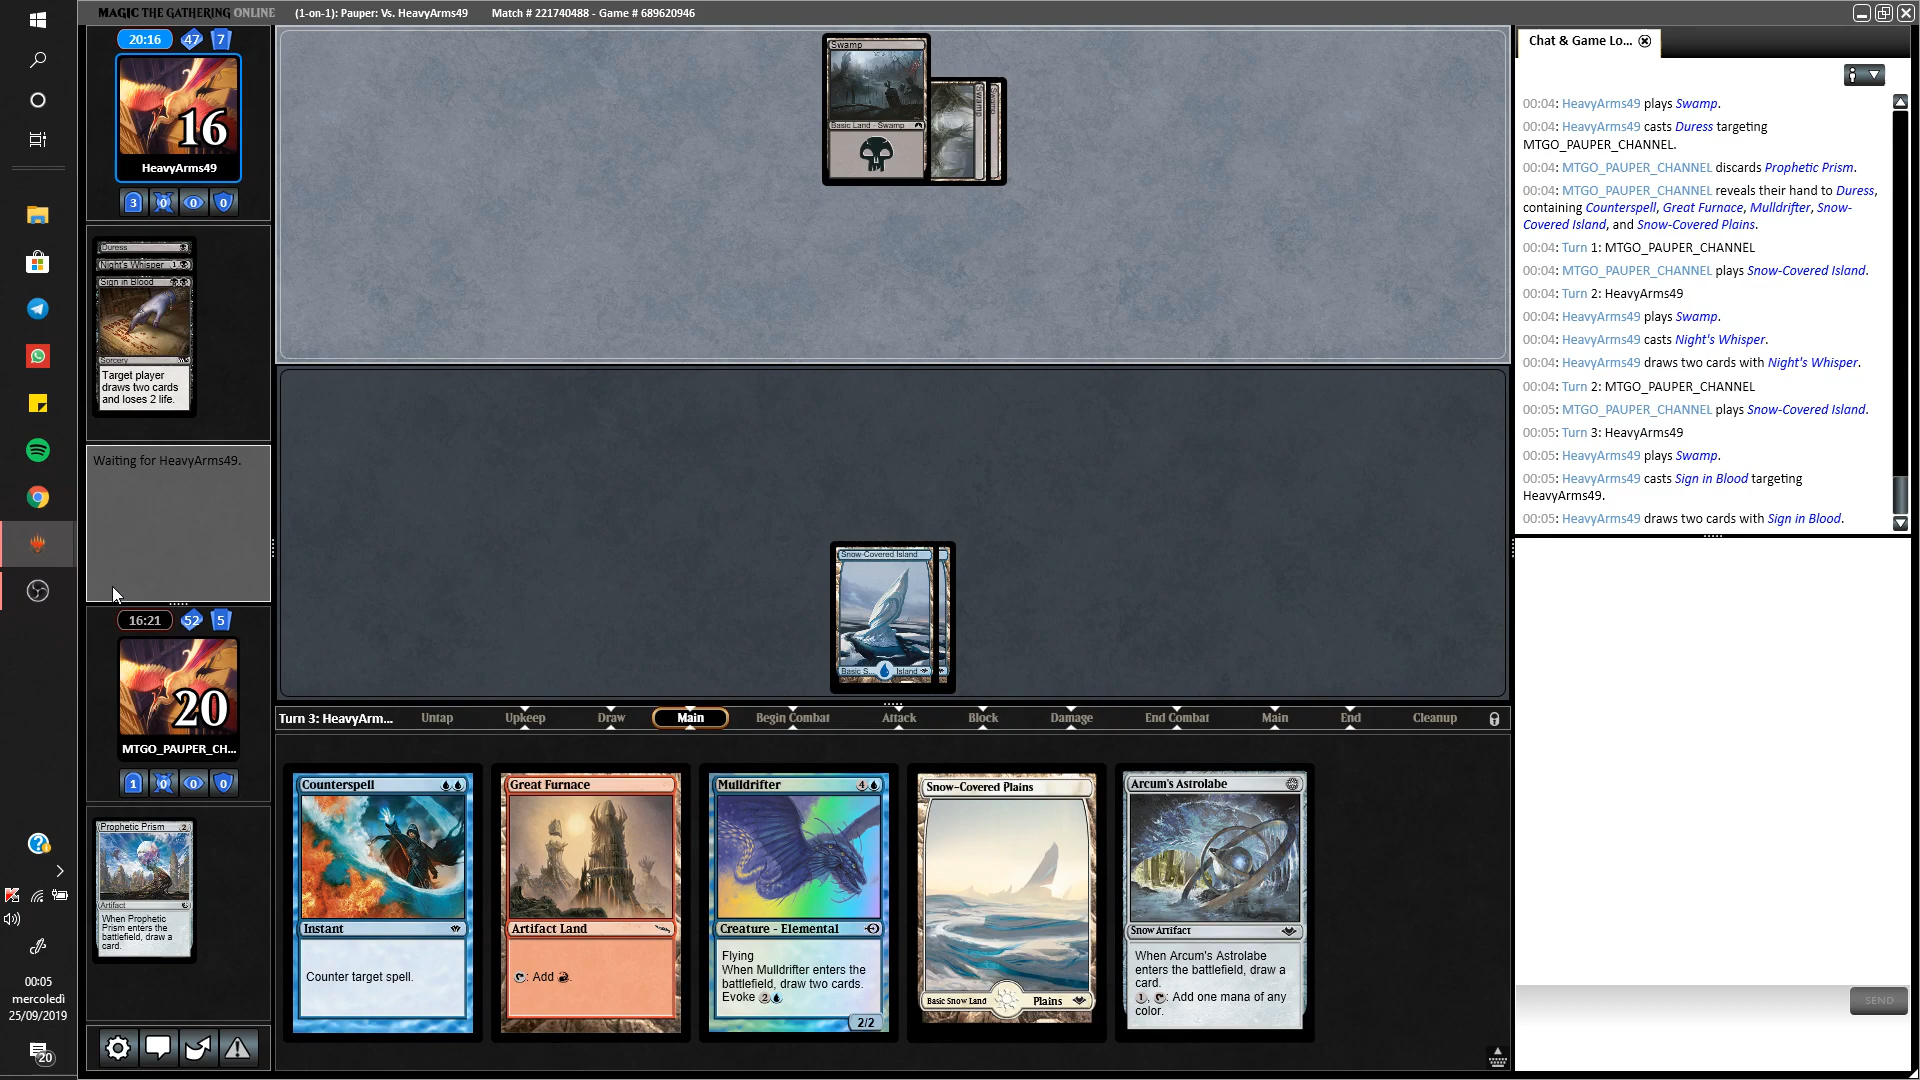 MAGIC THE GATHERING ONLINE (1-on-1): Pauper: Vs. HeavyArms49 Match # 221740488 - Game # 689620946
20:16 47 7
16
HeavyArms49
3 0 0 0
Duress
Night's Whisper 1
Sign in Blood
Sorcery
Target player
draws two cards
and loses 2 life.
Waiting for HeavyArms49.
16:21 52 5
20
MTGO_PAUPER_CH...
1 0 0 0
Prophetic Prism 2
Artifact
When Prophetic
Prism enters the
battlefield, draw a
card.
Swamp
Basic Land - Swamp
Swamp
Swamp
Snow-Covered Island
Basic S... Island
Turn 3: HeavyArm... Untap Upkeep Draw Main Begin Combat Attack Block Damage End Combat Main End Cleanup
Counterspell
Instant
Counter target spell.
Great Furnace
Artifact Land
: Add .
Mulldrifter 4
Creature - Elemental
Flying
When Mulldrifter enters the
battlefield, draw two cards.
Evoke 2
2/2
Snow-Covered Plains
Basic Snow Land Plains
Arcum's Astrolabe
Snow Artifact
When Arcum's Astrolabe
enters the battlefield, draw a
card.
1, : Add one mana of any
color.
Chat & Game Lo...
00:04: HeavyArms49 plays Swamp.
00:04: HeavyArms49 casts Duress targeting
MTGO_PAUPER_CHANNEL.
00:04: MTGO_PAUPER_CHANNEL discards Prophetic Prism.
00:04: MTGO_PAUPER_CHANNEL reveals their hand to Duress,
containing Counterspell, Great Furnace, Mulldrifter, Snow-
Covered Island, and Snow-Covered Plains.
00:04: Turn 1: MTGO_PAUPER_CHANNEL
00:04: MTGO_PAUPER_CHANNEL plays Snow-Covered Island.
00:04: Turn 2: HeavyArms49
00:04: HeavyArms49 plays Swamp.
00:04: HeavyArms49 casts Night's Whisper.
00:04: HeavyArms49 draws two cards with Night's Whisper.
00:04: Turn 2: MTGO_PAUPER_CHANNEL
00:05: MTGO_PAUPER_CHANNEL plays Snow-Covered Island.
00:05: Turn 3: HeavyArms49
00:05: HeavyArms49 plays Swamp.
00:05: HeavyArms49 casts Sign in Blood targeting
HeavyArms49.
00:05: HeavyArms49 draws two cards with Sign in Blood.
SEND
00:05
mercoledì
25/09/2019
20